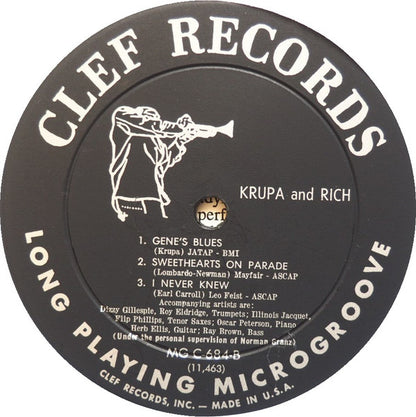 CLEF RECORDS
KRUPA and RICH
perf
1. GENE'S BLUES
(Krupa) JATAP - BMI
2. SWEETHEARTS ON PARADE
(Lombardo-Newman) Mayfair - ASCAP
3. I NEVER KNEW
(Earl Carroll) Leo Feist - ASCAP
Accompanying artists are:
Dizzy Gillespie, Roy Eldridge, Trumpets; Illinois Jacquet,
Flip Phillips, Tenor Saxes; Oscar Peterson, Piano
Herb Ellis, Guitar; Ray Brown, Bass
(Under the personal supervision of Norman Granz)
MG C 684-B
(11,463)
LONG PLAYING MICROGROOVE
CLEF RECORDS, INC. — MADE IN U.S.A.